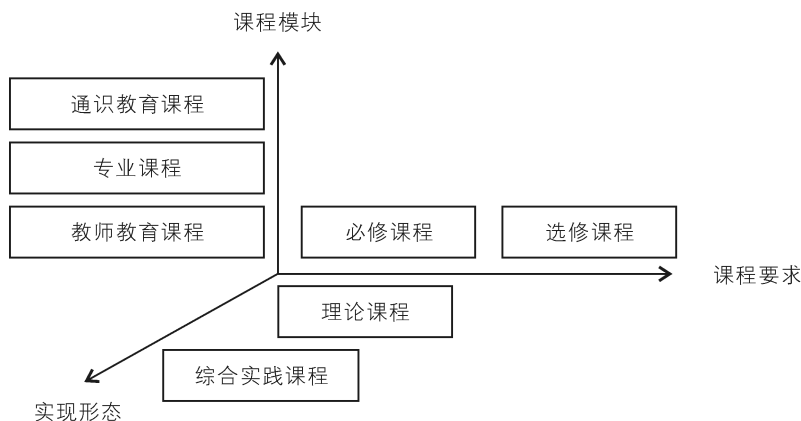 课程模块
通识教育课程
专业课程
教师教育课程
必修课程
选修课程
课程要求
理论课程
综合实践课程
实现形态